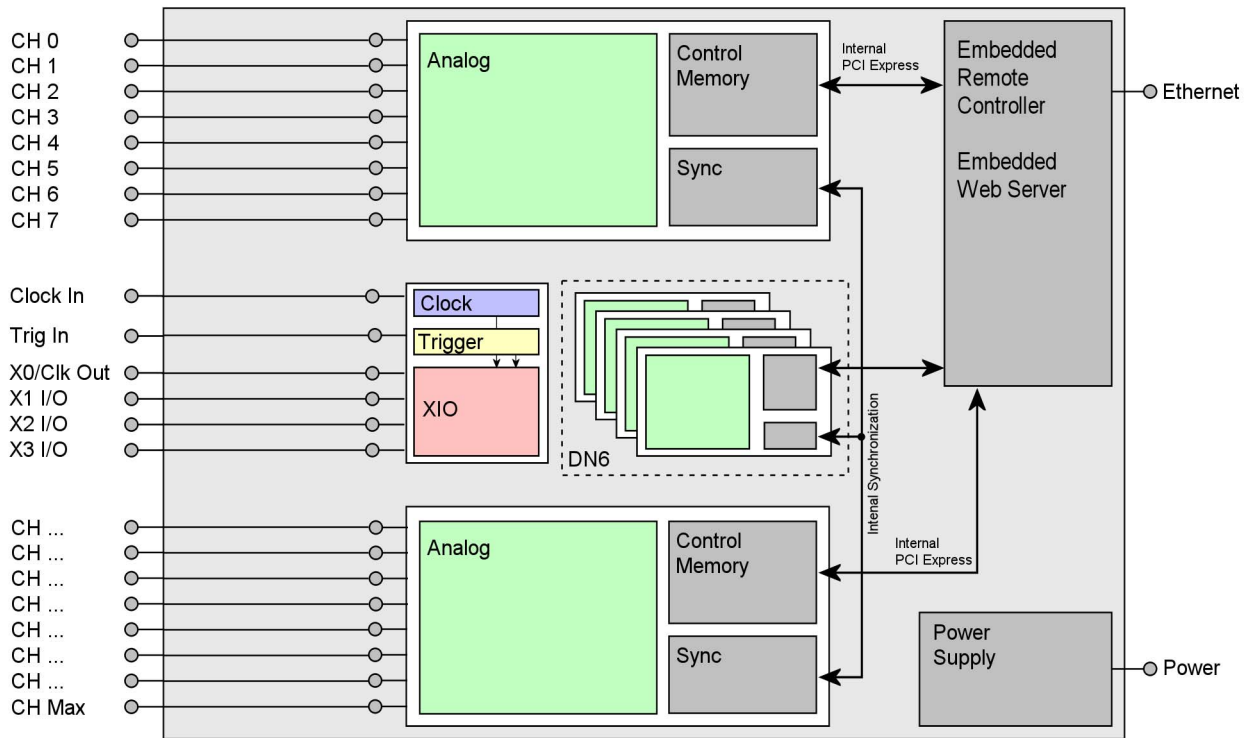 CH 0
CH 1
CH 2
CH 3
CH 4
CH 5
CH 6
CH 7
Analog
Control
Memory
Sync
Internal
PCI Express
Embedded
Remote
Controller
Embedded
Web Server
Ethernet
Clock In
Trig In
X0/Clk Out
X1 I/O
X2 I/O
X3 I/O
Clock
Trigger
XIO
DN6
Intenal Synchronization
CH ...
CH ...
CH ...
CH ...
CH ...
CH ...
CH ...
CH Max
Analog
Control
Memory
Sync
Internal
PCI Express
Power
Supply
Power